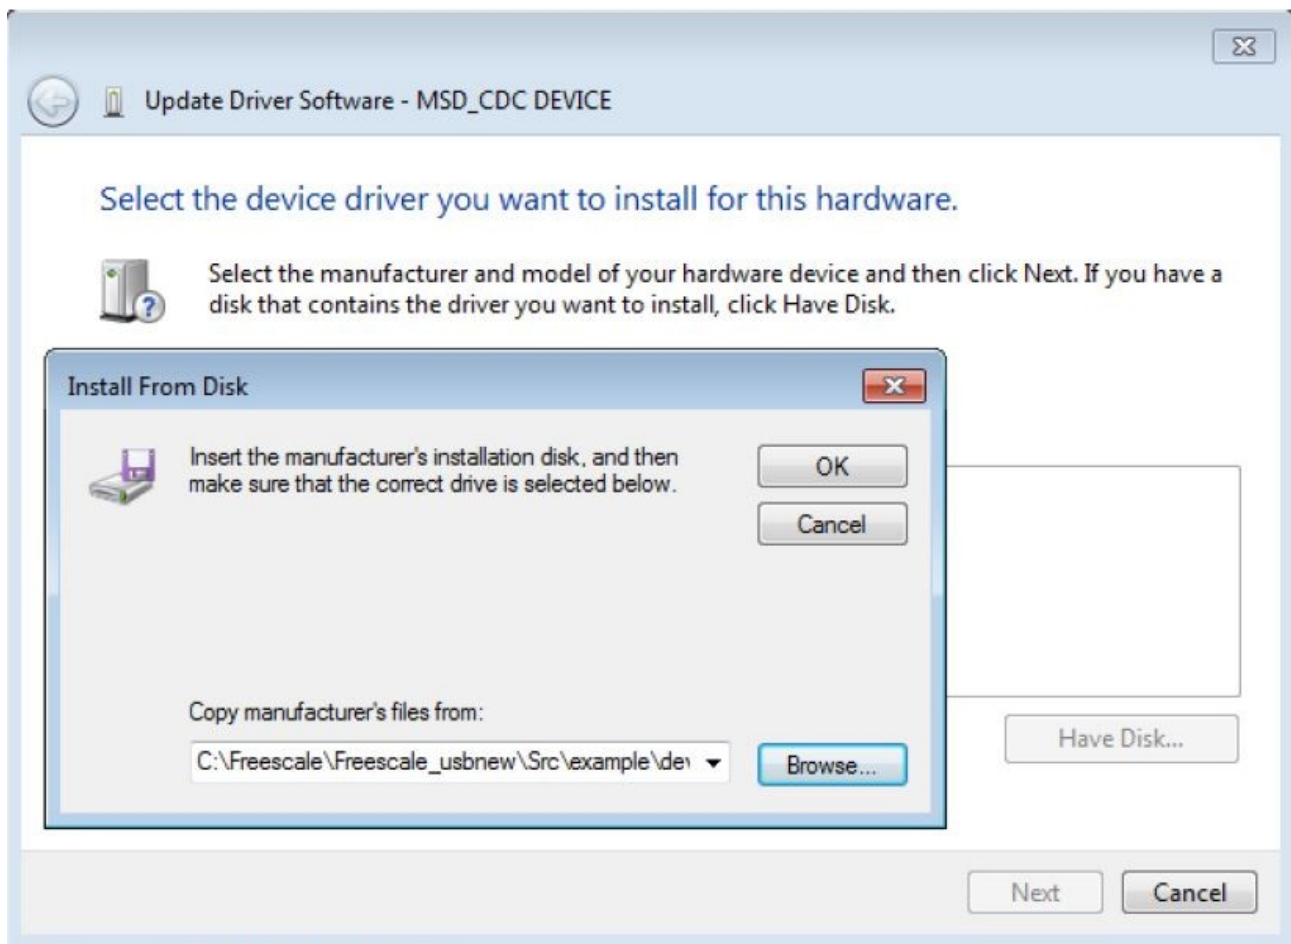 Update Driver Software - MSD_CDC DEVICE
Select the device driver you want to install for this hardware.
Select the manufacturer and model of your hardware device and then click Next. If you have a
disk that contains the driver you want to install, click Have Disk.
Install From Disk
Insert the manufacturer's installation disk, and then
make sure that the correct drive is selected below.
OK
Cancel
Copy manufacturer's files from:
C:\Freescale\Freescale_usbnew\Src\example\dev
Browse...
Have Disk...
Next
Cancel